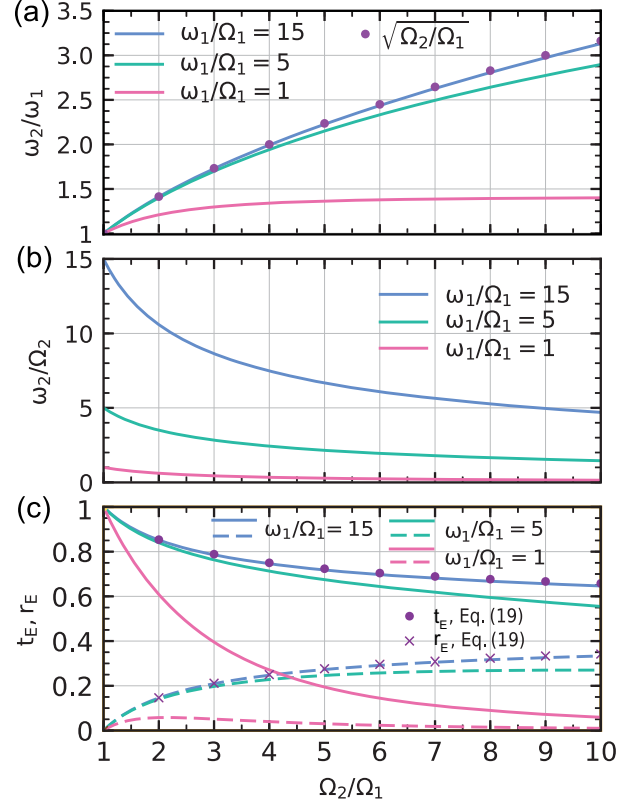 (a)
3.5
3.0
2.5
2.0
1.5
1
ω₂/ω₁
ω₁/Ω₁ = 15
ω₁/Ω₁ = 5
ω₁/Ω₁ = 1
√Ω₂/Ω₁
(b)
15
10
5
0
ω₂/Ω₂
ω₁/Ω₁ = 15
ω₁/Ω₁ = 5
ω₁/Ω₁ = 1
(c)
1
0.8
0.6
0.4
0.2
0
t_E, r_E
ω₁/Ω₁ = 15
ω₁/Ω₁ = 5
ω₁/Ω₁ = 1
t_E, Eq.(19)
r_E, Eq.(19)
1 2 3 4 5 6 7 8 9 10
Ω₂/Ω₁